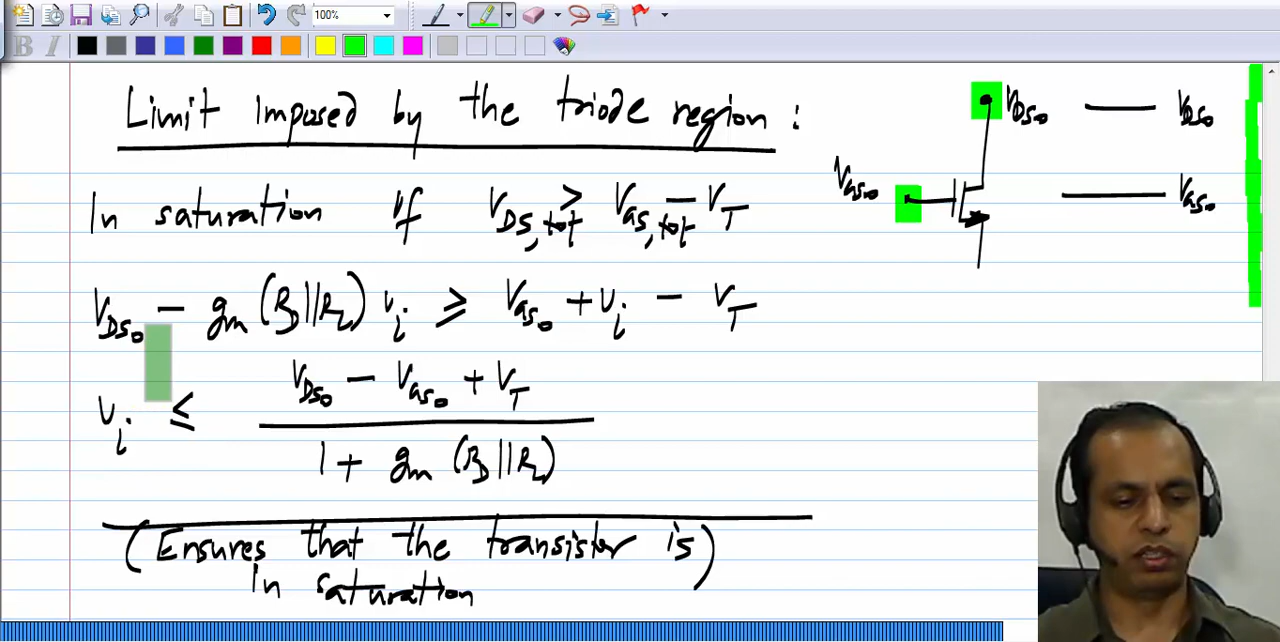 100%
B I
Limit imposed by the triode region :
V_DS0 V_DS0
V_GS0 V_GS0
In saturation if V_DS,tot > V_GS,tot - V_T
V_DS0 - gm (R_D||R_L) v_i ≥ V_GS0 + v_i - V_T
v_i ≤ (V_DS0 - V_GS0 + V_T) / (1 + gm (R_D||R_L))
(Ensures that the transistor is)
in saturation